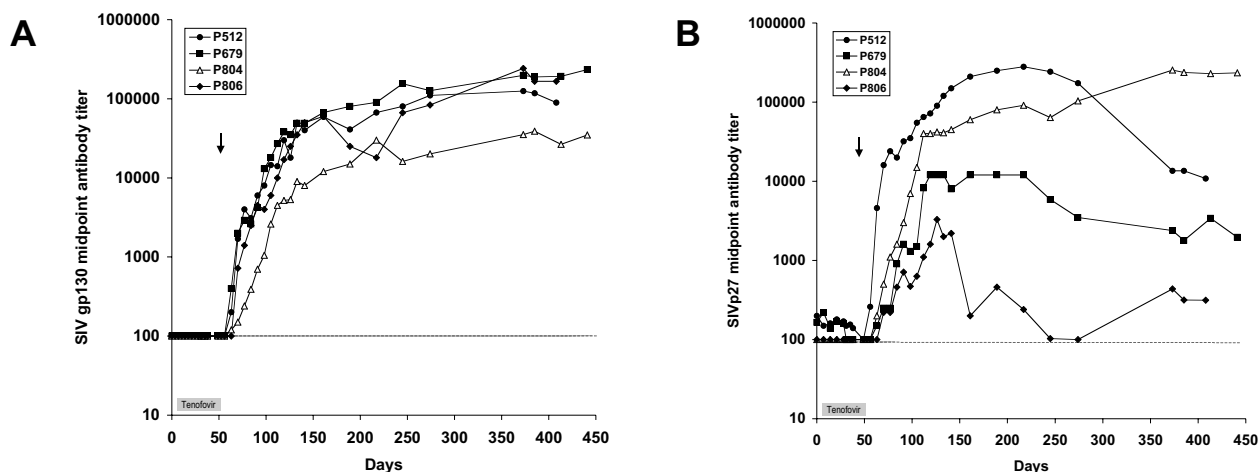 A
SIV gp130 midpoint antibody titer
1000000
100000
10000
1000
100
10
P512
P679
P804
P806
Tenofovir
0 50 100 150 200 250 300 350 400 450
Days
B
SIVp27 midpoint antibody titer
1000000
100000
10000
1000
100
10
P512
P679
P804
P806
Tenofovir
0 50 100 150 200 250 300 350 400 450
Days